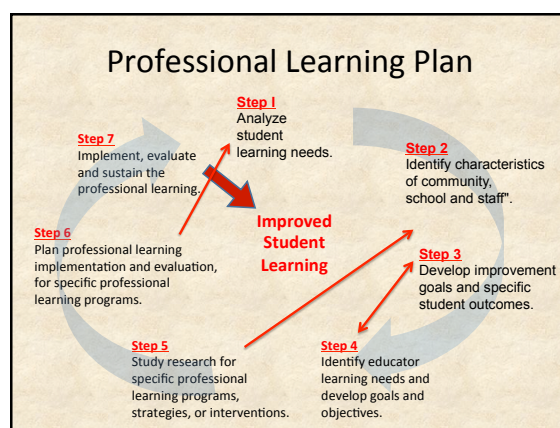 Professional Learning Plan
Step I
Analyze
student
learning needs.
Step 2
Identify characteristics
of community,
school and staff".
Step 3
Develop improvement
goals and specific
student outcomes.
Step 4
Identify educator
learning needs and
develop goals and
objectives.
Step 5
Study research for
specific professional
learning programs,
strategies, or interventions.
Step 6
Plan professional learning
implementation and evaluation,
for specific professional
learning programs.
Step 7
Implement, evaluate
and sustain the
professional learning.
Improved
Student
Learning